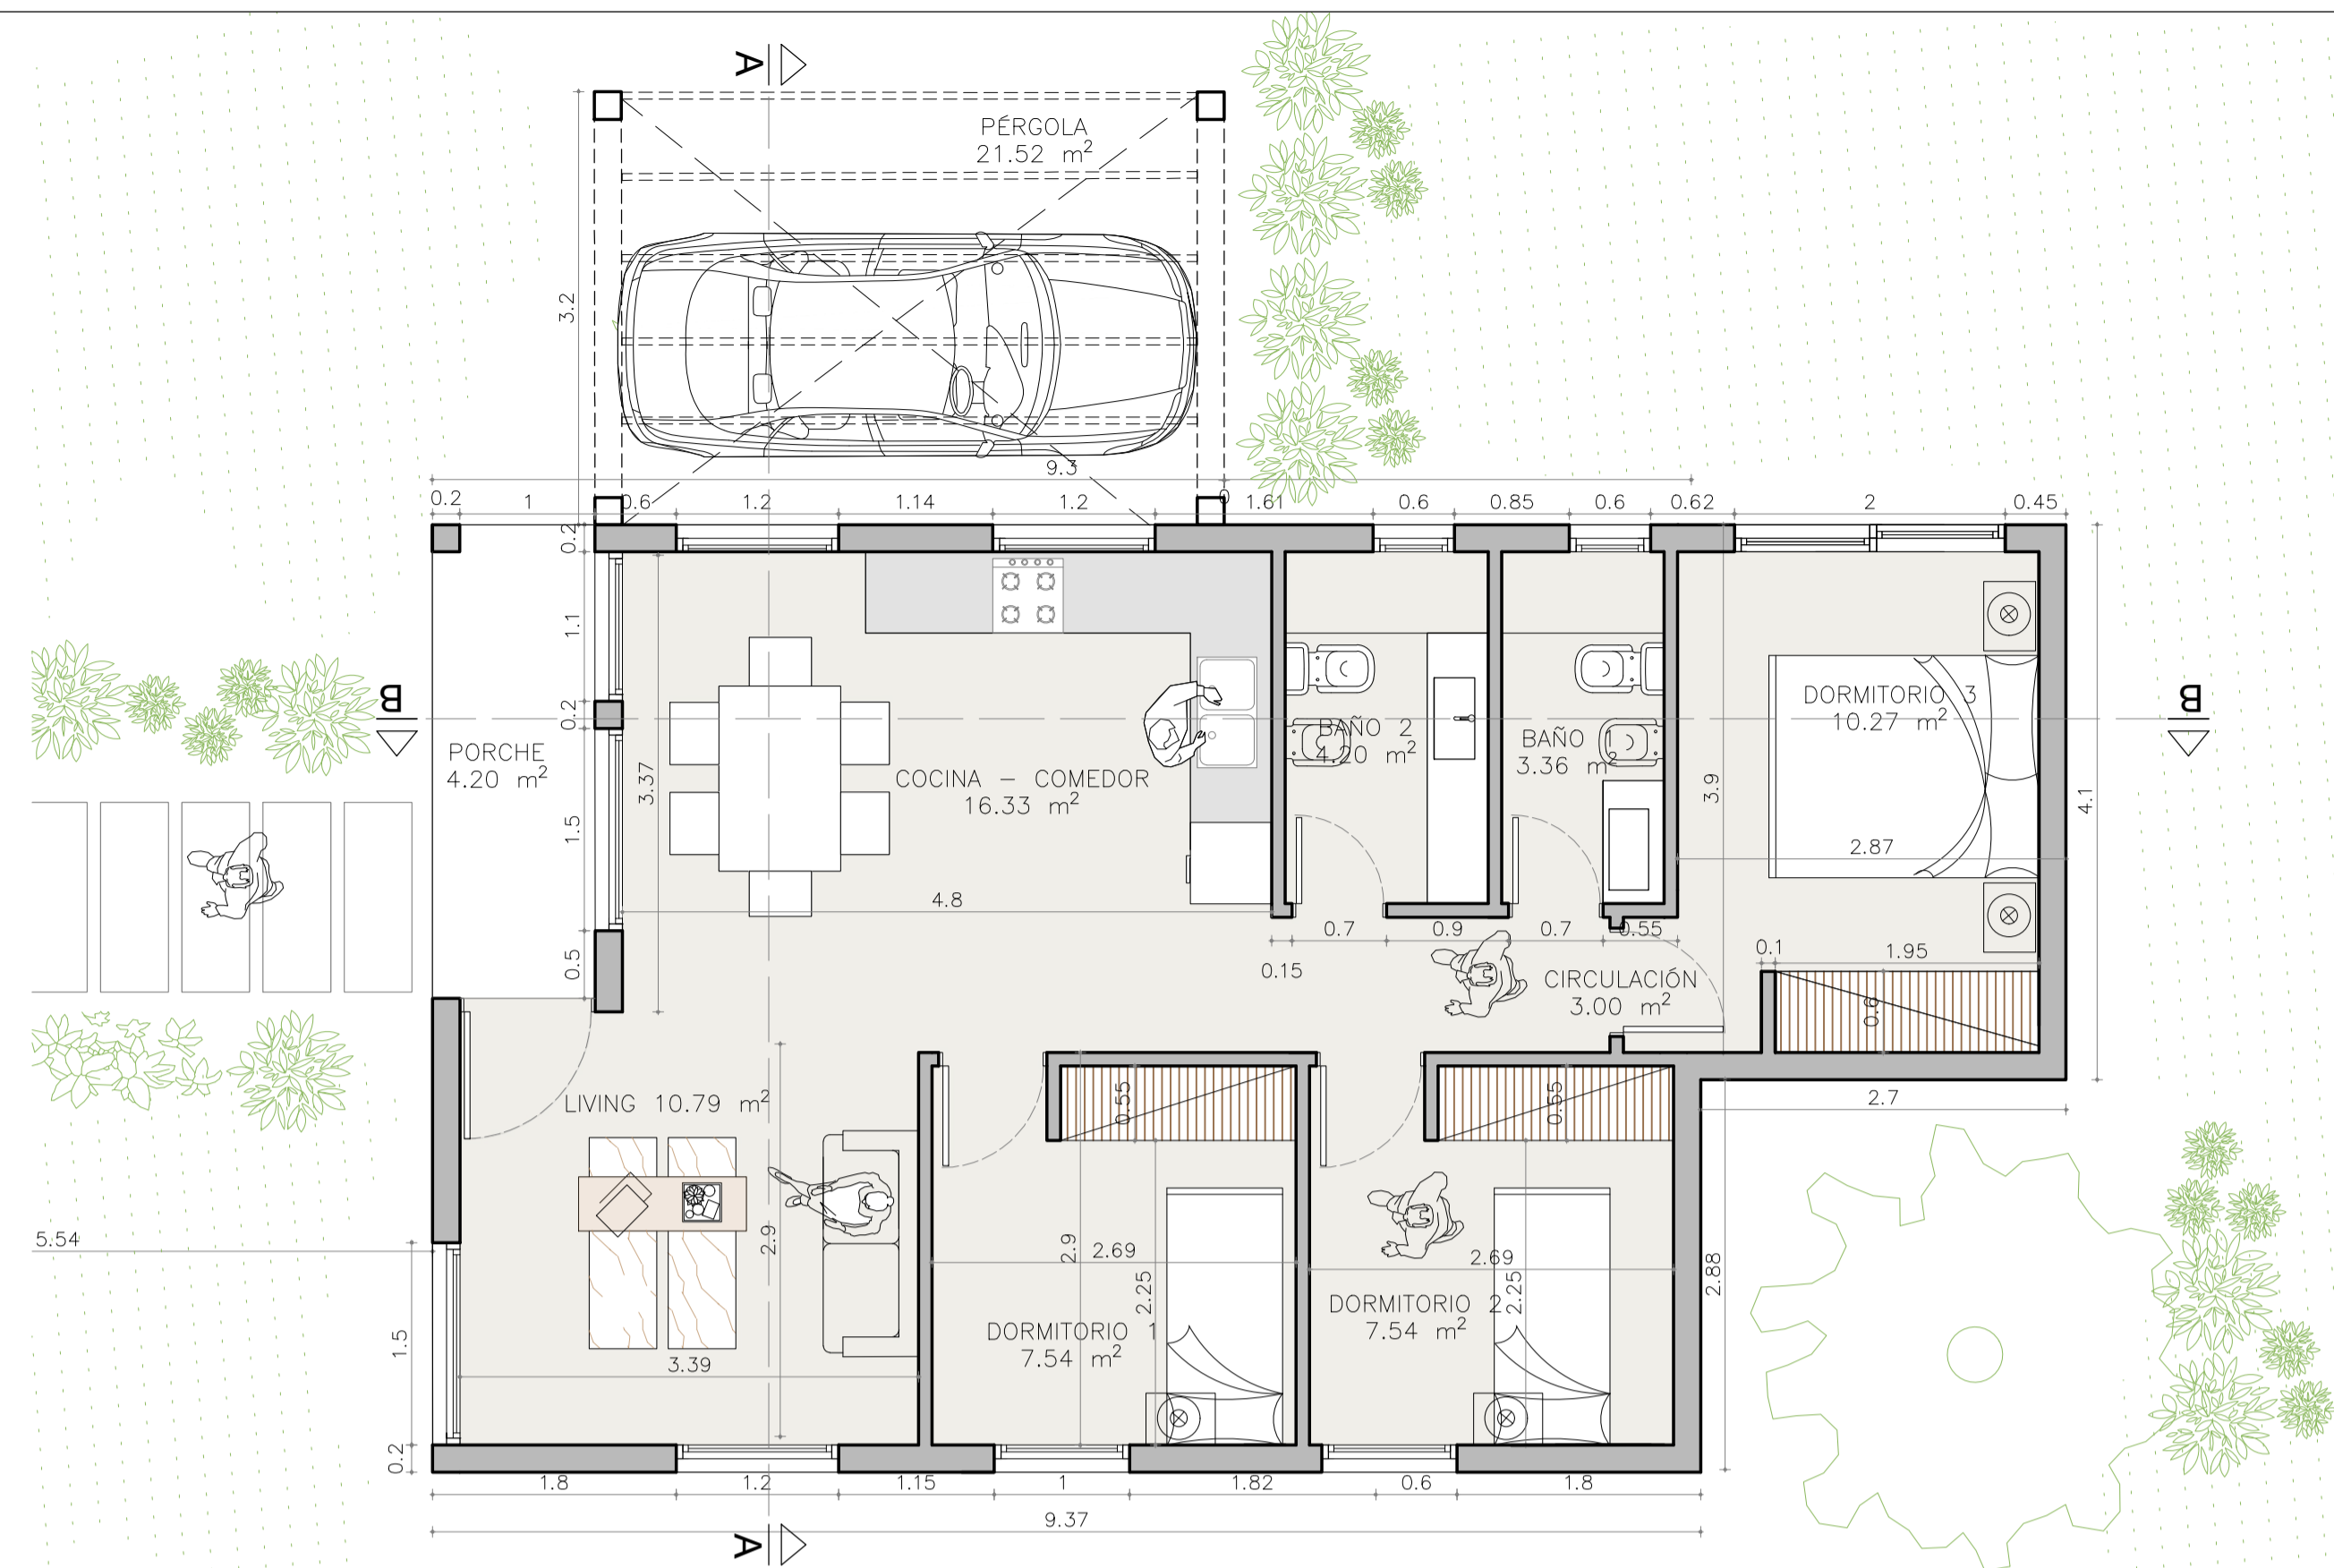 A
PÉRGOLA
21.52 m²
3.2
9.3
0.2
1
0.6
1.2
1.14
1.2
0
1.61
0.6
0.85
0.6
0.62
2
0.45
0.2
1.1
0.2
1.5
0.5
3.37
B
B
PORCHE
4.20 m²
COCINA – COMEDOR
16.33 m²
4.8
BAÑO 2
4.20 m²
BAÑO 1
3.36 m²
DORMITORIO 3
10.27 m²
3.9
4.1
2.87
0.7
0.9
0.7
0.55
0.15
0.1
1.95
0.6
CIRCULACIÓN
3.00 m²
2.7
LIVING 10.79 m²
0.55
0.55
5.54
2.9
2.9
2.69
2.25
2.69
2.25
2.88
DORMITORIO 1
7.54 m²
DORMITORIO 2
7.54 m²
1.5
3.39
0.2
1.8
1.2
1.15
1
1.82
0.6
1.8
9.37
A